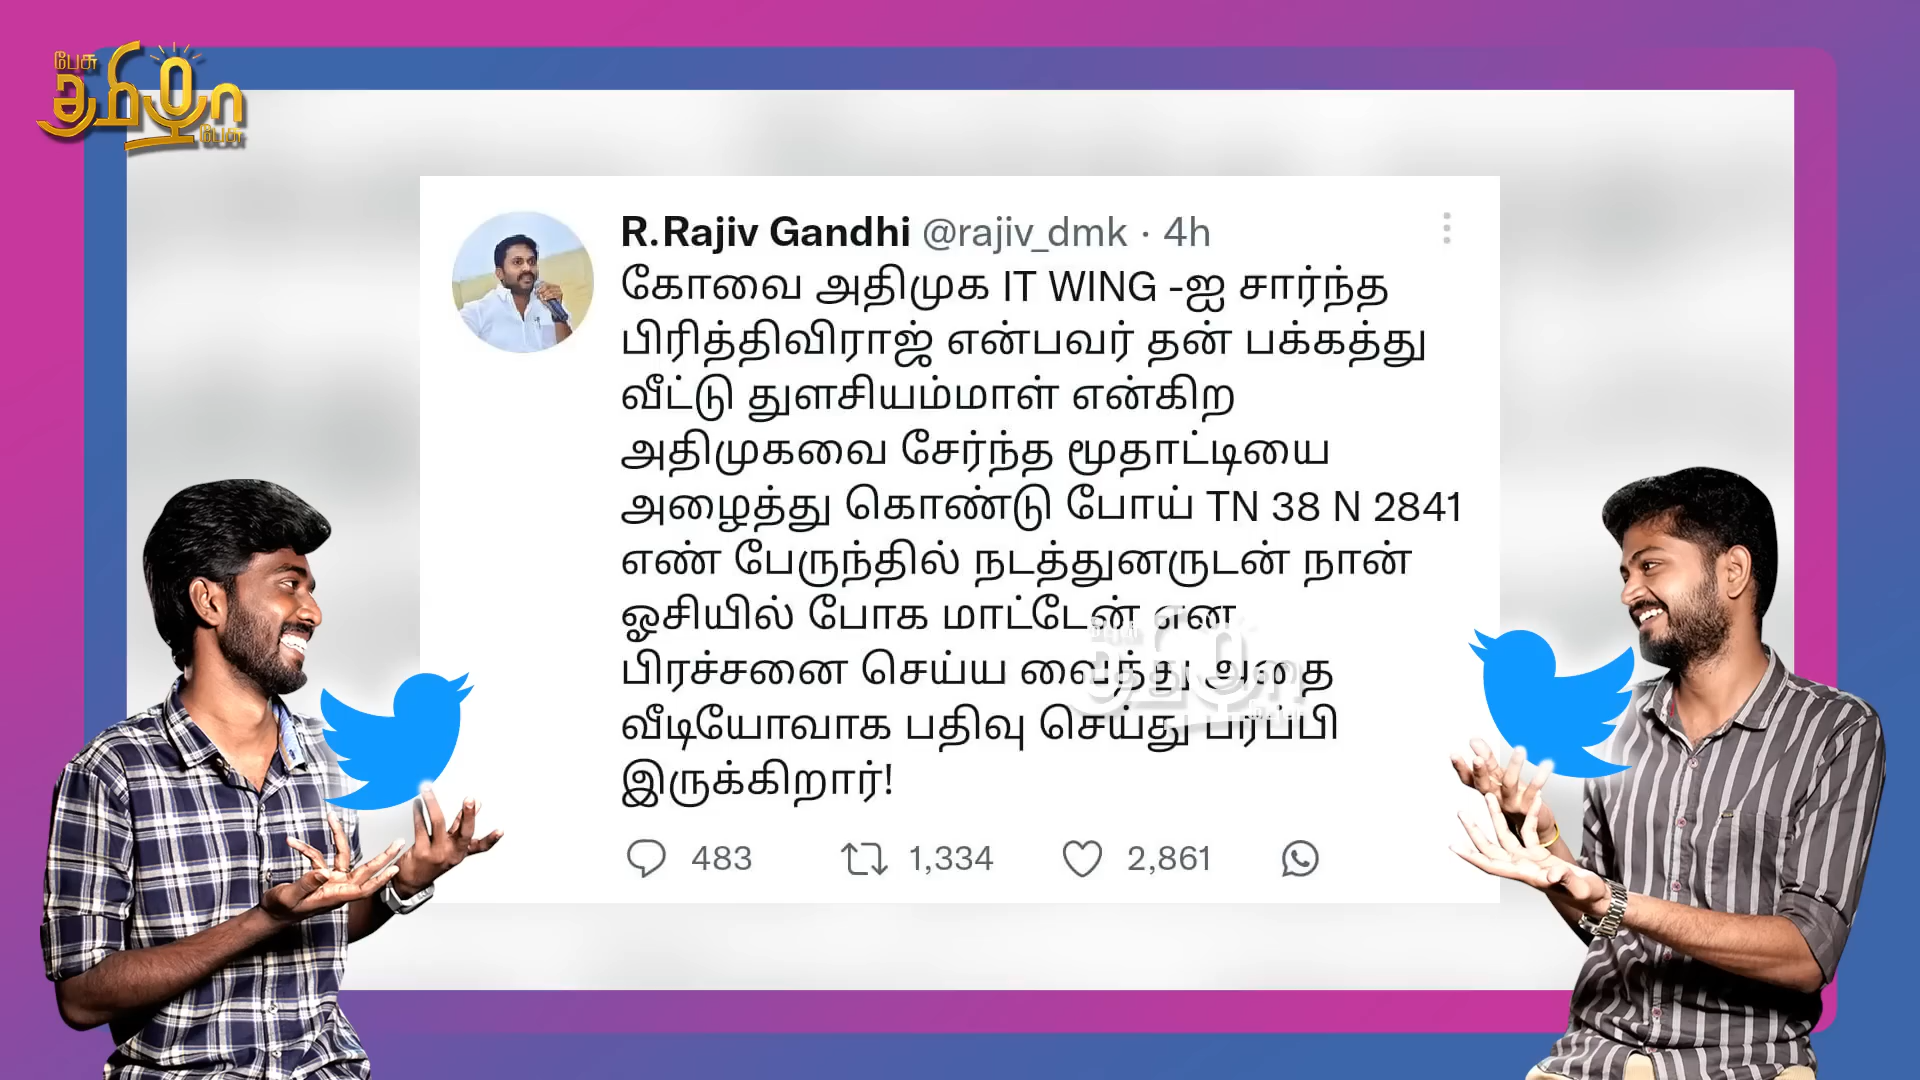 பேசு
தமிழா
பேசு
R.Rajiv Gandhi @rajiv_dmk · 4h
கோவை அதிமுக IT WING -ஐ சார்ந்த
பிரித்திவிராஜ் என்பவர் தன் பக்கத்து
வீட்டு துளசியம்மாள் என்கிற
அதிமுகவை சேர்ந்த மூதாட்டியை
அழைத்து கொண்டு போய் TN 38 N 2841
எண் பேருந்தில் நடத்துனருடன் நான்
ஓசியில் போக மாட்டேன் என
பிரச்சனை செய்ய வைத்து அதை
வீடியோவாக பதிவு செய்து பரப்பி
இருக்கிறார்!
483 1,334 2,861
பேசு
தமிழா
பேசு